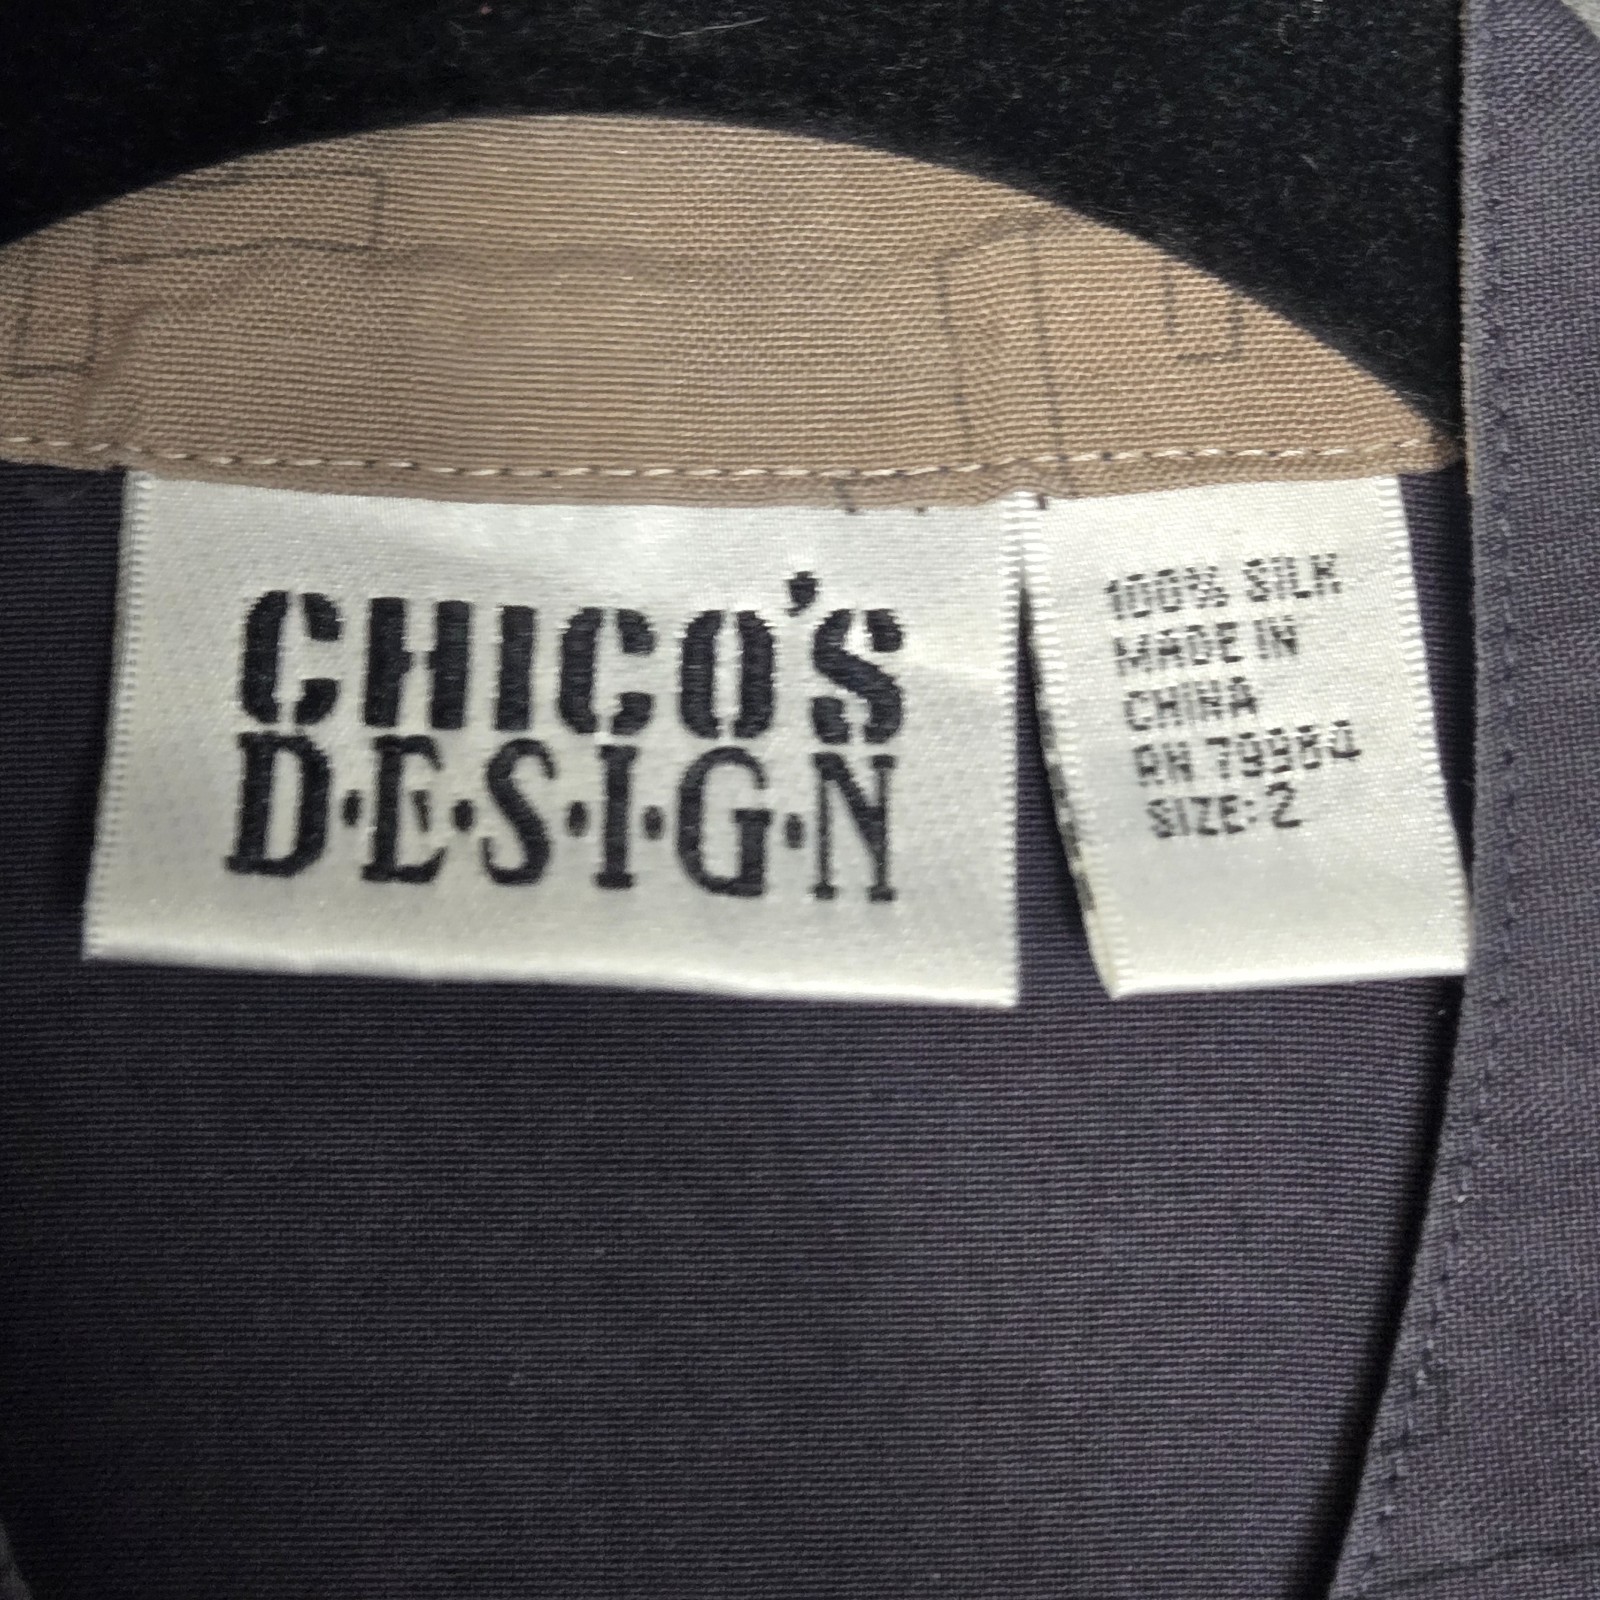 CHICO'S
D·E·S·I·G·N
100% SILK
MADE IN
CHINA
RN 79984
SIZE: 2